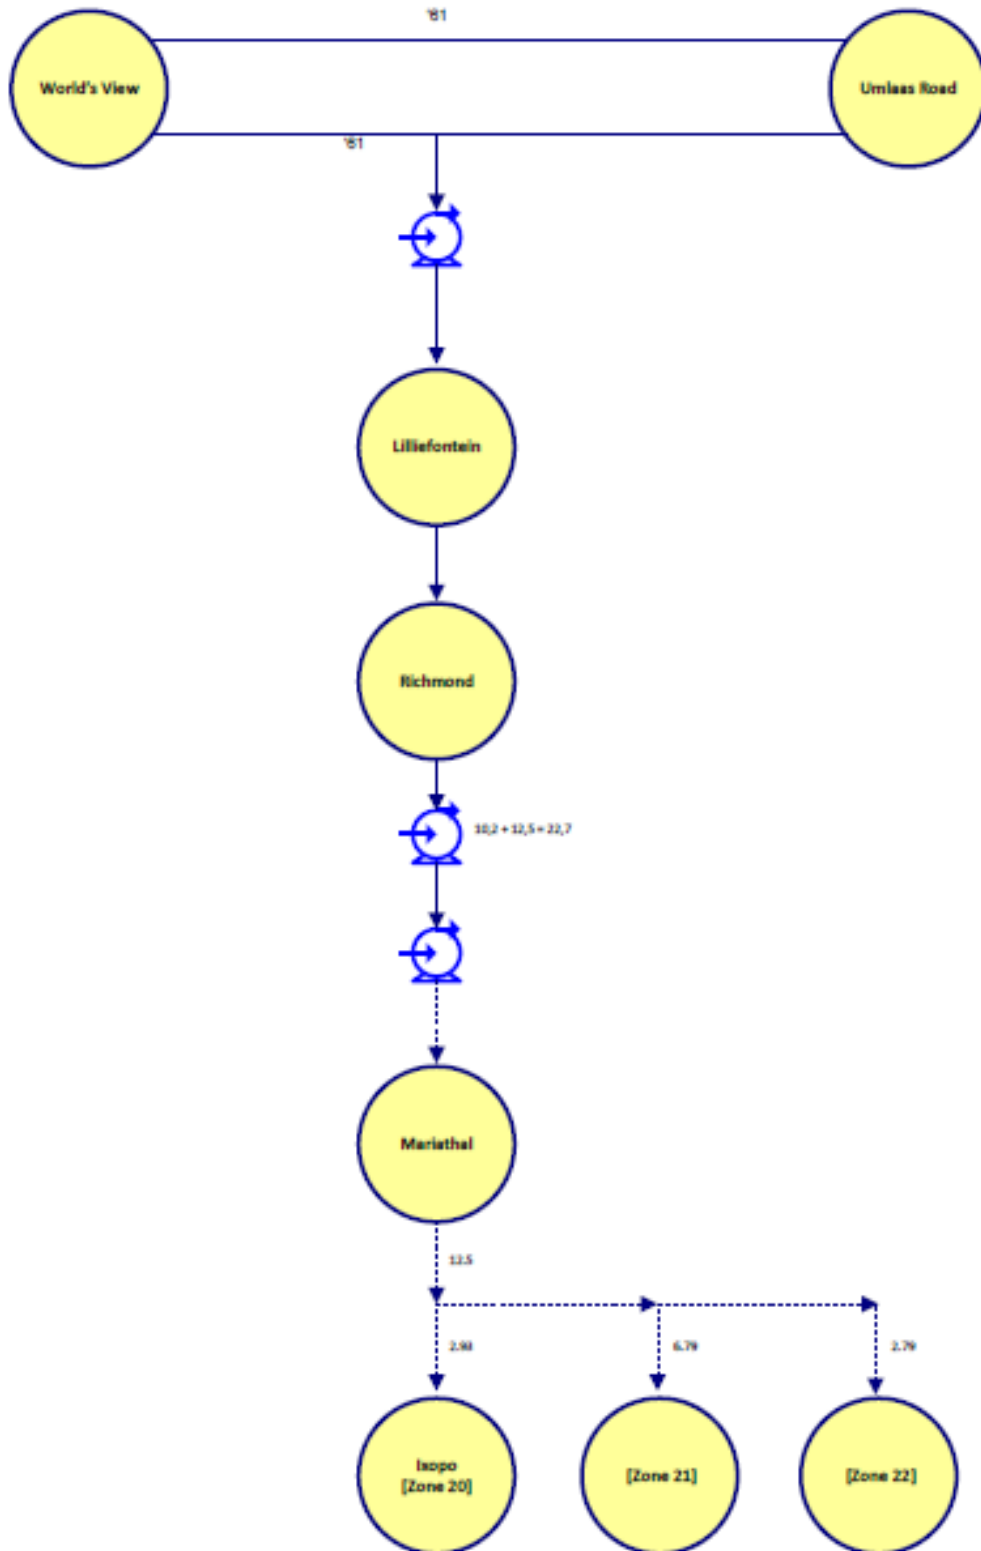 '61
World's View
Umlaas Road
'61
Lilliefontein
Richmond
10,2 + 12,5 = 22,7
Mariathal
12.5
2.93
6.79
2.79
Ixopo
[Zone 20]
[Zone 21]
[Zone 22]